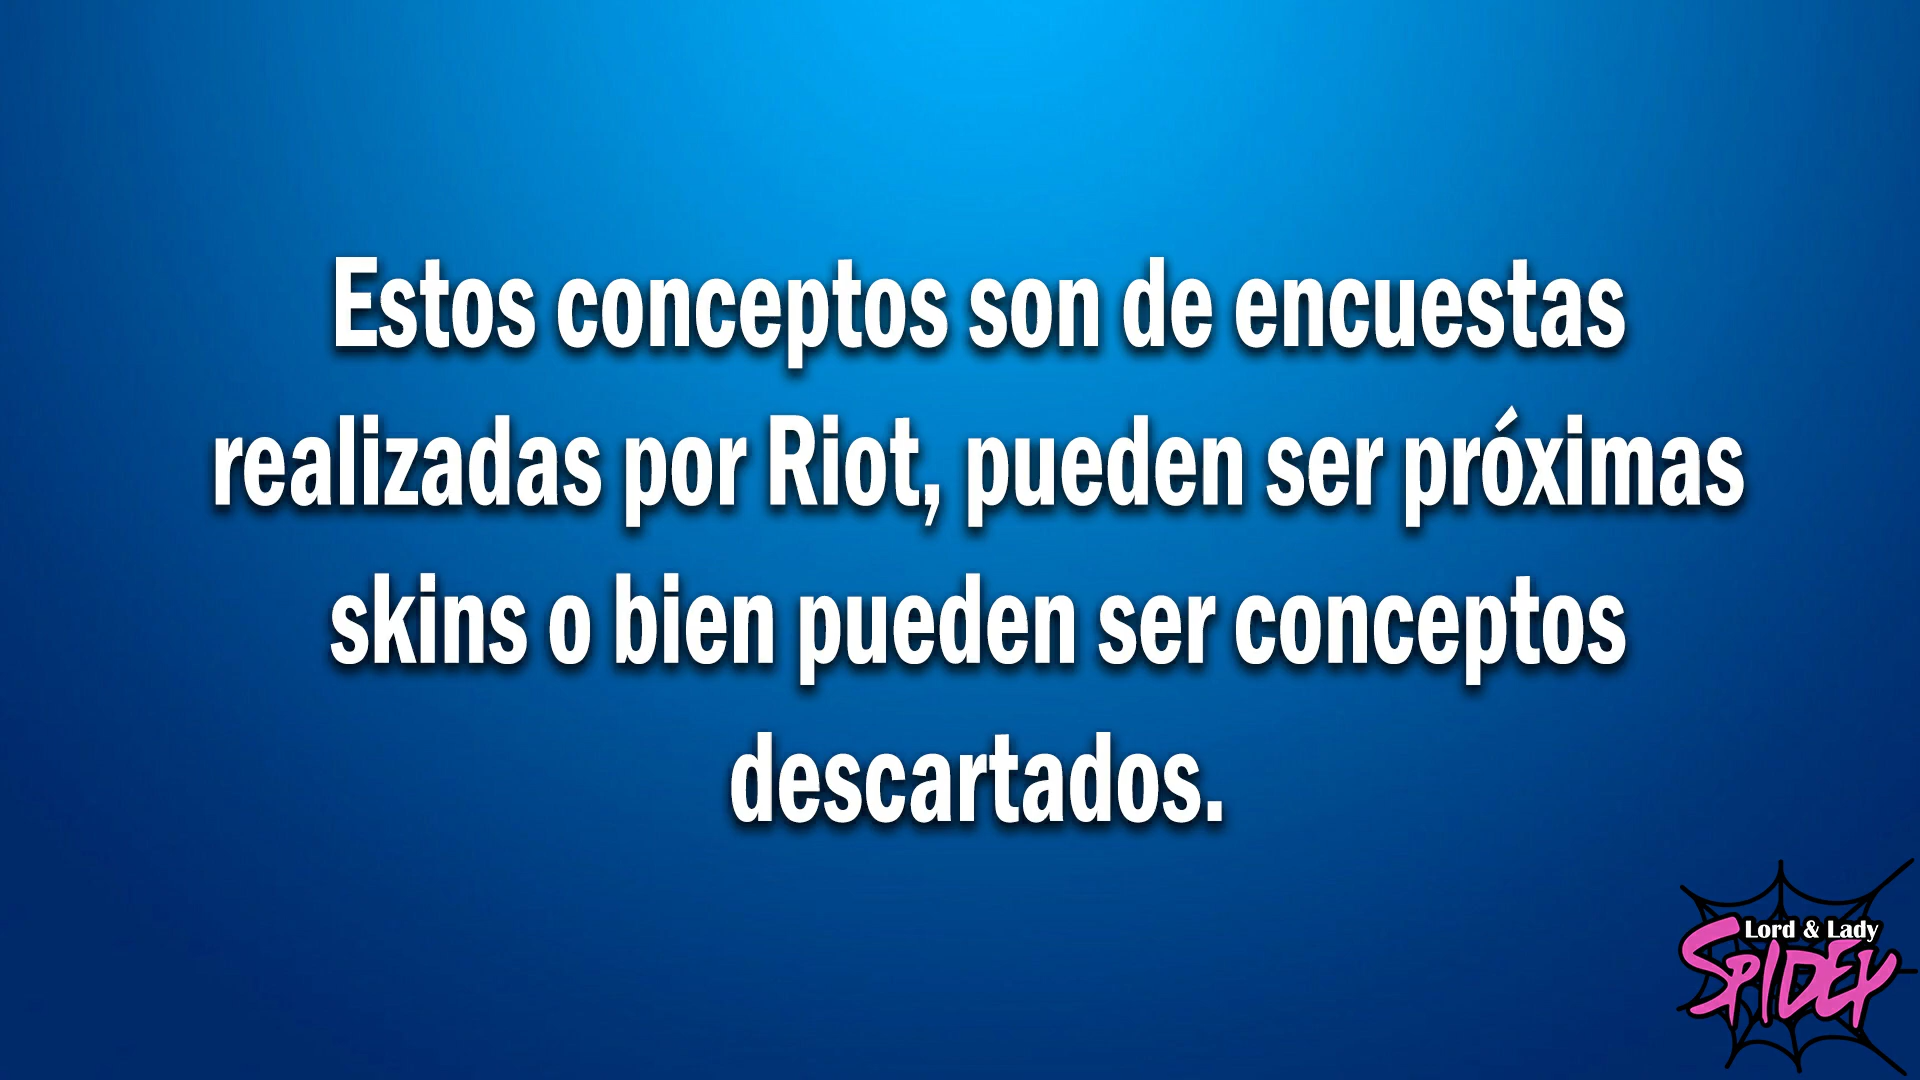 Estos conceptos son de encuestas
realizadas por Riot, pueden ser próximas
skins o bien pueden ser conceptos
descartados.
Lord & Lady
SPIDEY